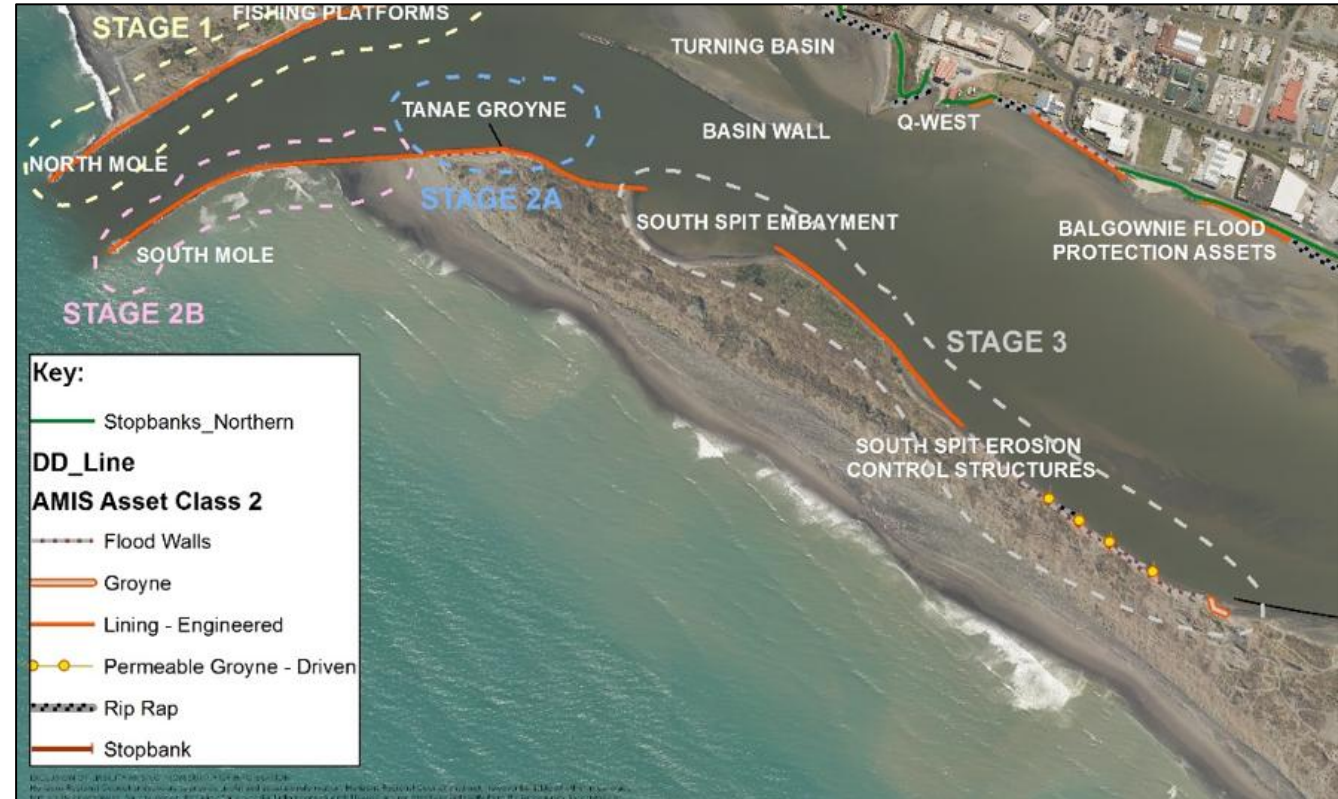 FISHING PLATFORMS
STAGE 1
TURNING BASIN
TANAE GROYNE
BASIN WALL
Q-WEST
NORTH MOLE
STAGE 2A
SOUTH SPIT EMBAYMENT
BALGOWNIE FLOOD
PROTECTION ASSETS
SOUTH MOLE
STAGE 2B
STAGE 3
SOUTH SPIT EROSION
CONTROL STRUCTURES
Key:
Stopbanks_Northern
DD_Line
AMIS Asset Class 2
Flood Walls
Groyne
Lining - Engineered
Permeable Groyne - Driven
Rip Rap
Stopbank